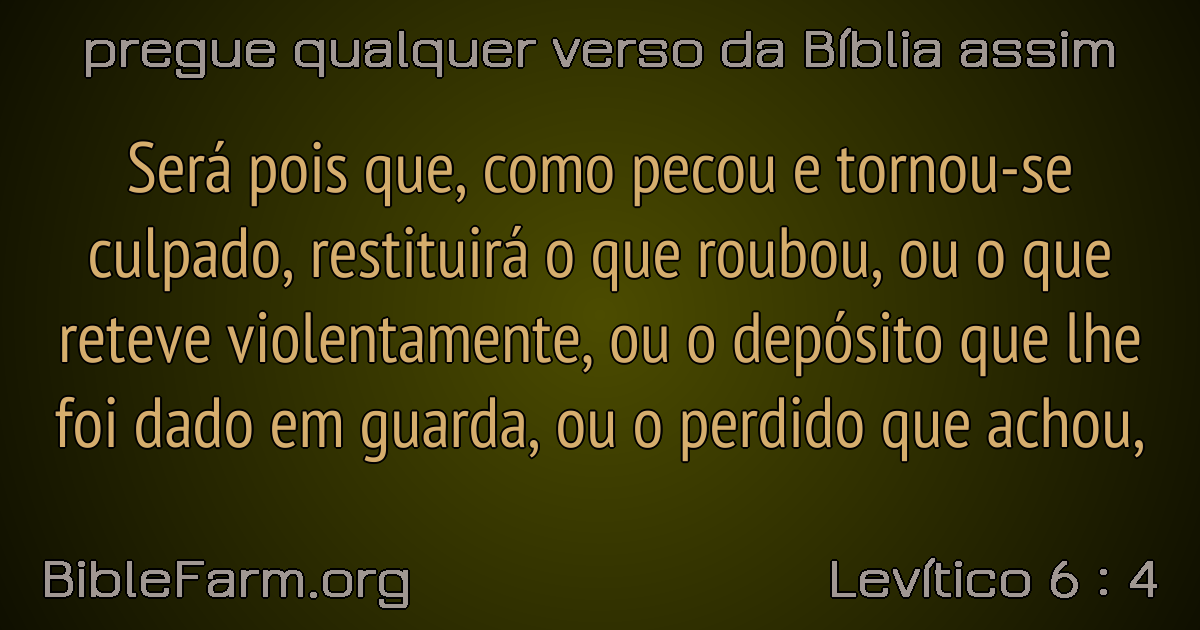 pregue qualquer verso da Bíblia assim
Será pois que, como pecou e tornou-se
culpado, restituirá o que roubou, ou o que
reteve violentamente, ou o depósito que lhe
foi dado em guarda, ou o perdido que achou,
BibleFarm.org
Levítico 6 : 4